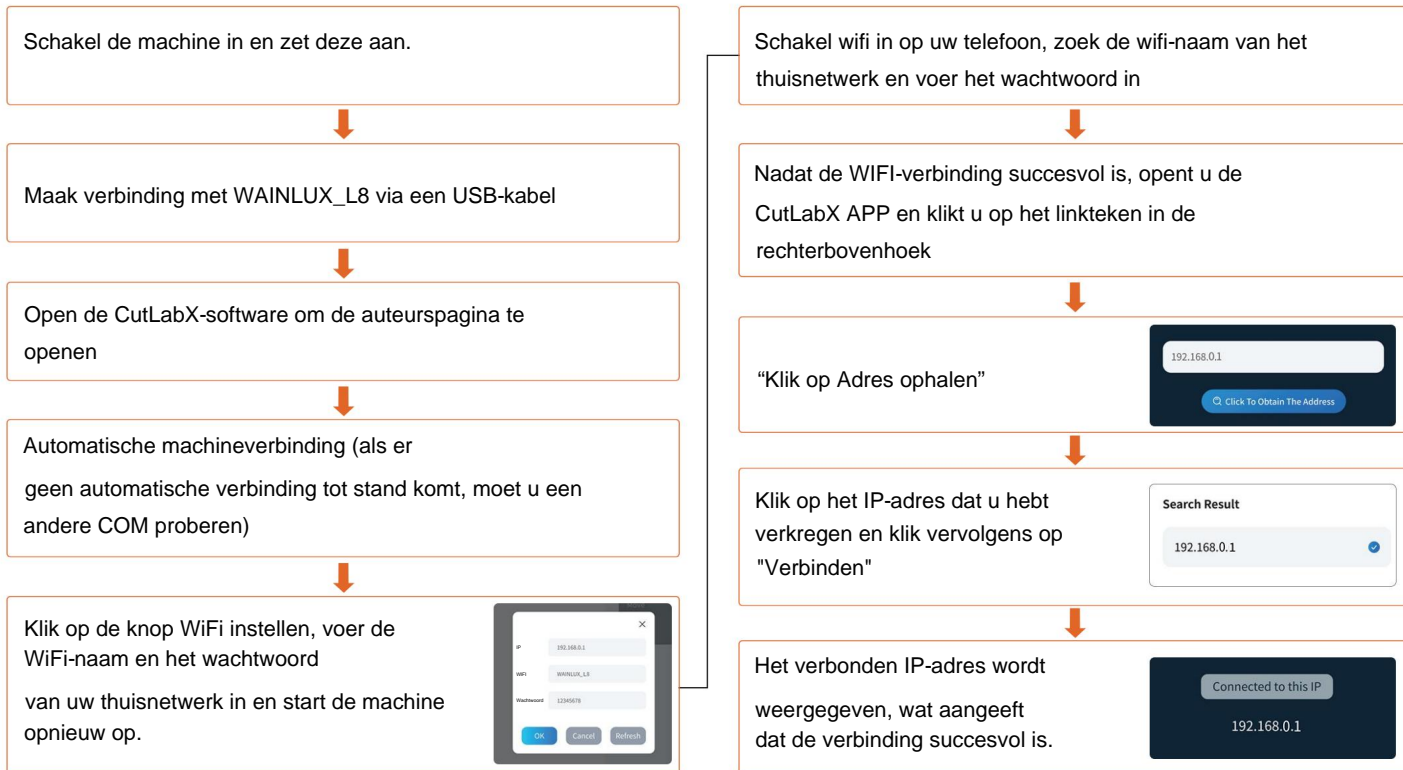 Schakel de machine in en zet deze aan.
Maak verbinding met WAINLUX_L8 via een USB-kabel
Open de CutLabX-software om de auteurspagina te
openen
Automatische machineverbinding (als er
geen automatische verbinding tot stand komt, moet u een
andere COM proberen)
Klik op de knop WiFi instellen, voer de
WiFi-naam en het wachtwoord
van uw thuisnetwerk in en start de machine
opnieuw op.
IP
192.168.0.1
WiFi
WAINLUX_L8
Wachtwoord
12345678
OK
Cancel
Refresh
Schakel wifi in op uw telefoon, zoek de wifi-naam van het
thuisnetwerk en voer het wachtwoord in
Nadat de WIFI-verbinding succesvol is, opent u de
CutLabX APP en klikt u op het linkteken in de
rechterbovenhoek
“Klik op Adres ophalen”
192.168.0.1
Click To Obtain The Address
Klik op het IP-adres dat u hebt
verkregen en klik vervolgens op
"Verbinden"
Search Result
192.168.0.1
Het verbonden IP-adres wordt
weergegeven, wat aangeeft
dat de verbinding succesvol is.
Connected to this IP
192.168.0.1